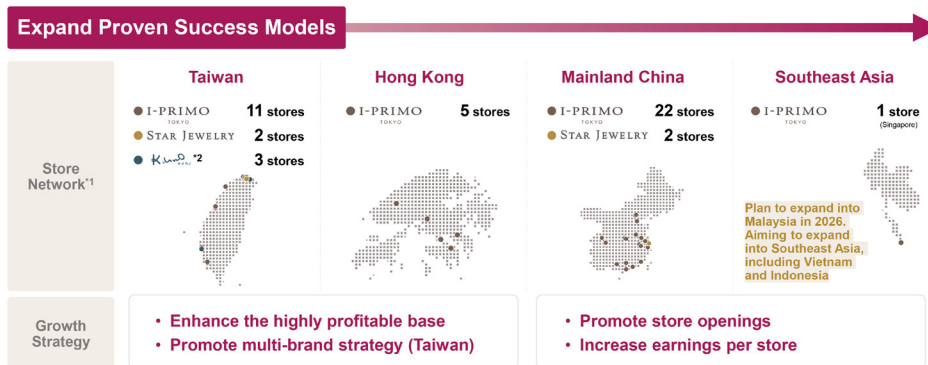 Expand Proven Success Models
Taiwan
I-PRIMO
TOKYO
11 stores
STAR JEWELRY
2 stores
*2
3 stores
Hong Kong
I-PRIMO
TOKYO
5 stores
Mainland China
I-PRIMO
TOKYO
22 stores
STAR JEWELRY
2 stores
Southeast Asia
I-PRIMO
TOKYO
1 store
(Singapore)
Store
Network*1
Plan to expand into
Malaysia in 2026.
Aiming to expand
into Southeast Asia,
including Vietnam
and Indonesia
Growth
Strategy
• Enhance the highly profitable base
• Promote multi-brand strategy (Taiwan)
• Promote store openings
• Increase earnings per store